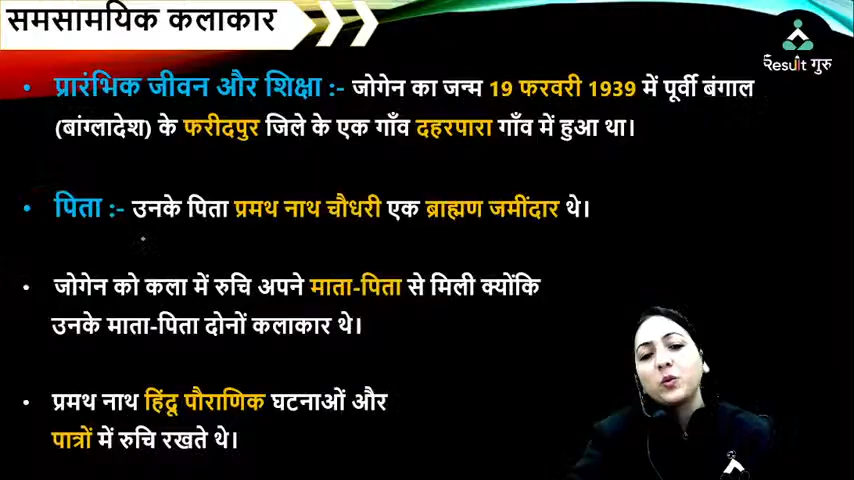 समसामयिक कलाकार
Result गुरु
• प्रारंभिक जीवन और शिक्षा :- जोगेन का जन्म 19 फरवरी 1939 में पूर्वी बंगाल
(बांग्लादेश) के फरीदपुर जिले के एक गाँव दहरपारा गाँव में हुआ था।
• पिता :- उनके पिता प्रमथ नाथ चौधरी एक ब्राह्मण जमींदार थे।
• जोगेन को कला में रुचि अपने माता-पिता से मिली क्योंकि
उनके माता-पिता दोनों कलाकार थे।
• प्रमथ नाथ हिंदू पौराणिक घटनाओं और
पात्रों में रुचि रखते थे।